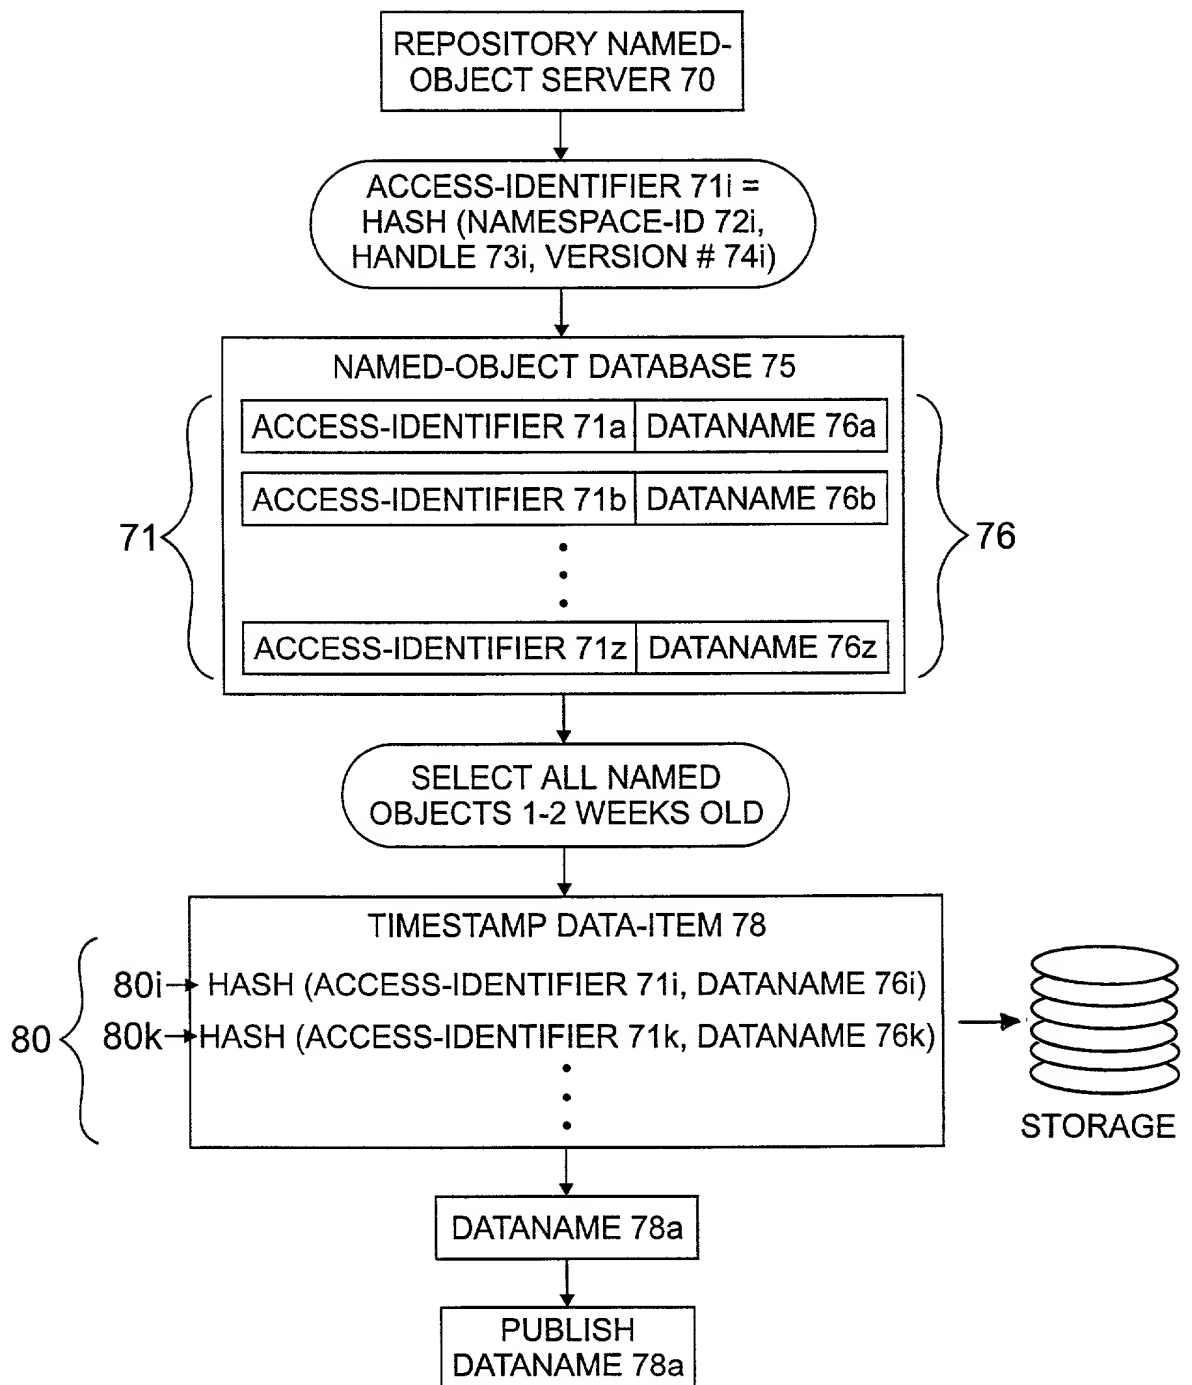 REPOSITORY NAMED-
OBJECT SERVER 70
ACCESS-IDENTIFIER 71i =
HASH (NAMESPACE-ID 72i,
HANDLE 73i, VERSION # 74i)
NAMED-OBJECT DATABASE 75
ACCESS-IDENTIFIER 71a DATANAME 76a
ACCESS-IDENTIFIER 71b DATANAME 76b
71
76
ACCESS-IDENTIFIER 71z DATANAME 76z
SELECT ALL NAMED
OBJECTS 1-2 WEEKS OLD
TIMESTAMP DATA-ITEM 78
80i HASH (ACCESS-IDENTIFIER 71i, DATANAME 76i)
80
80k HASH (ACCESS-IDENTIFIER 71k, DATANAME 76k)
STORAGE
DATANAME 78a
PUBLISH
DATANAME 78a